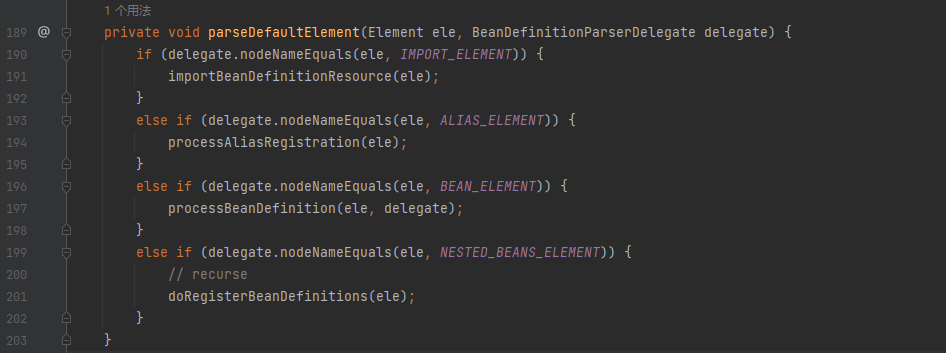 1 个用法
189 @ private void parseDefaultElement(Element ele, BeanDefinitionParserDelegate delegate) {
190 if (delegate.nodeNameEquals(ele, IMPORT_ELEMENT)) {
191 importBeanDefinitionResource(ele);
192 }
193 else if (delegate.nodeNameEquals(ele, ALIAS_ELEMENT)) {
194 processAliasRegistration(ele);
195 }
196 else if (delegate.nodeNameEquals(ele, BEAN_ELEMENT)) {
197 processBeanDefinition(ele, delegate);
198 }
199 else if (delegate.nodeNameEquals(ele, NESTED_BEANS_ELEMENT)) {
200 // recurse
201 doRegisterBeanDefinitions(ele);
202 }
203 }